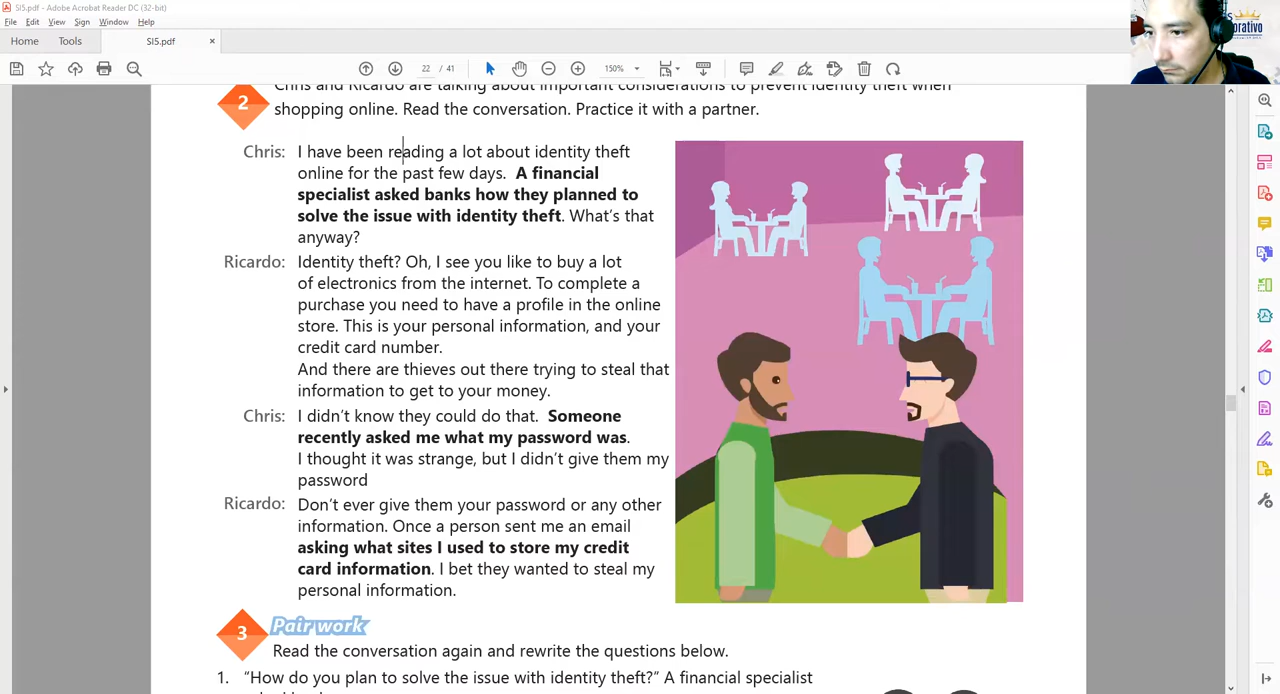 SI5.pdf - Adobe Acrobat Reader DC (32-bit)
File Edit View Sign Window Help
Home Tools SI5.pdf ×
22 / 41 150%
orativo
2 Chris and Ricardo are talking about important considerations to prevent identity theft when
shopping online. Read the conversation. Practice it with a partner.
Chris: I have been reading a lot about identity theft
online for the past few days. A financial
specialist asked banks how they planned to
solve the issue with identity theft. What's that
anyway?
Ricardo: Identity theft? Oh, I see you like to buy a lot
of electronics from the internet. To complete a
purchase you need to have a profile in the online
store. This is your personal information, and your
credit card number.
And there are thieves out there trying to steal that
information to get to your money.
Chris: I didn't know they could do that. Someone
recently asked me what my password was.
I thought it was strange, but I didn't give them my
password
Ricardo: Don't ever give them your password or any other
information. Once a person sent me an email
asking what sites I used to store my credit
card information. I bet they wanted to steal my
personal information.
3 Pair work
Read the conversation again and rewrite the questions below.
1. "How do you plan to solve the issue with identity theft?" A financial specialist